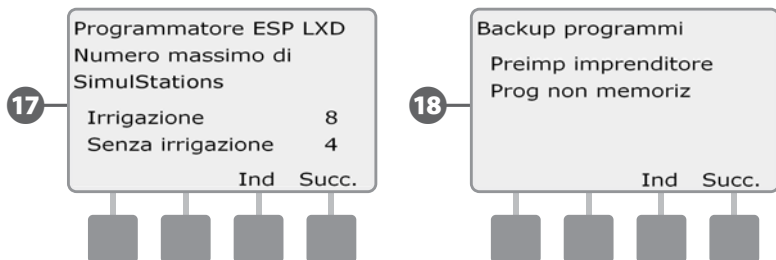 17
Programmatore ESP LXD
Numero massimo di
SimulStations
Irrigazione 8
Senza irrigazione 4
Ind Succ.
18
Backup programmi
Preimp imprenditore
Prog non memoriz
Ind Succ.